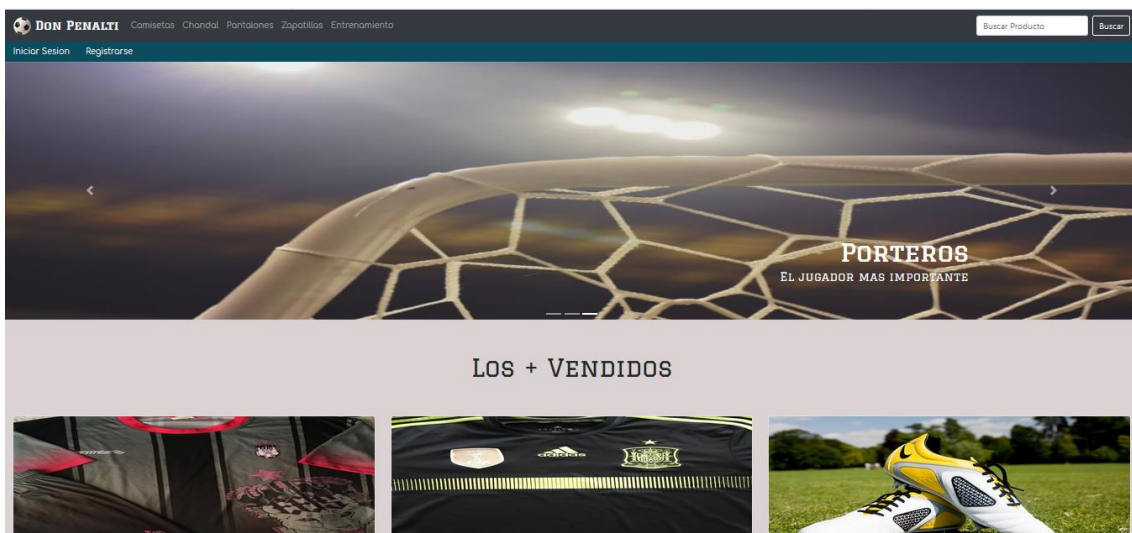 Don Penalti Camisetas Chandal Pantalones Zapatillas Entrenamiento Buscar Producto Buscar
Iniciar Sesion Registrarse
Porteros
El jugador mas importante
Los + Vendidos
adidas